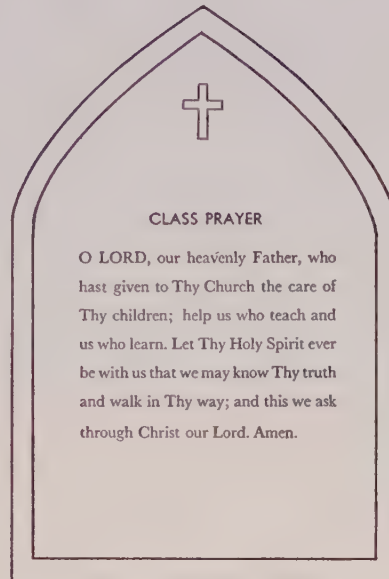 CLASS PRAYER
O LORD, our heavenly Father, who
hast given to Thy Church the care of
Thy children; help us who teach and
us who learn. Let Thy Holy Spirit ever
be with us that we may know Thy truth
and walk in Thy way; and this we ask
through Christ our Lord. Amen.